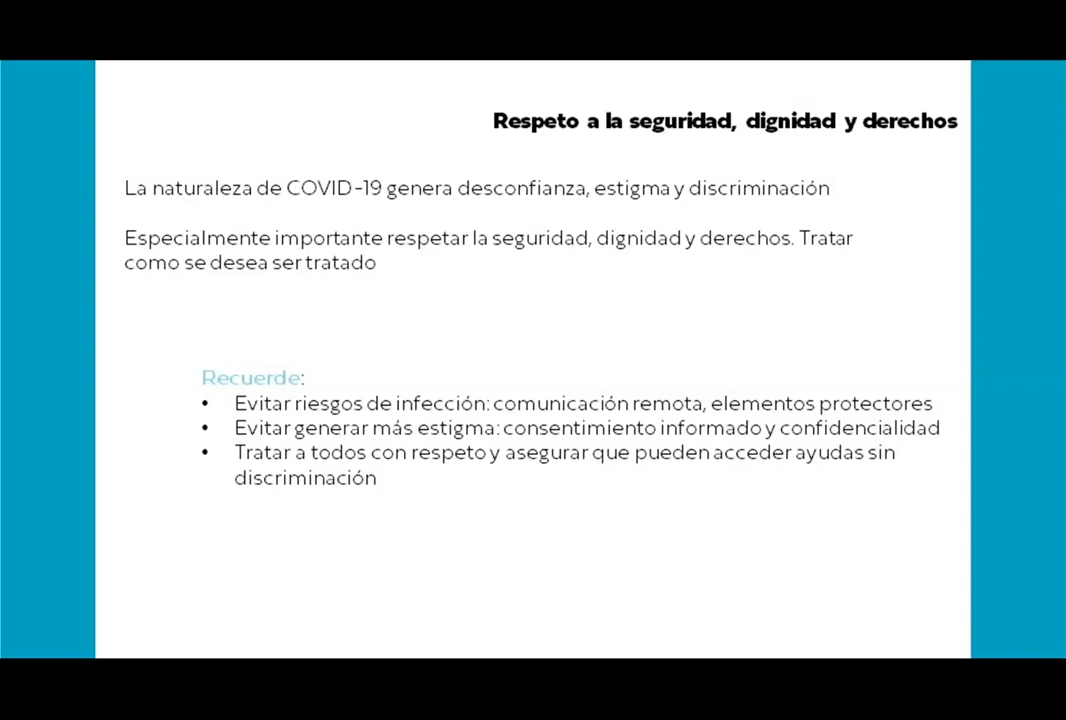 Respeto a la seguridad, dignidad y derechos
La naturaleza de COVID-19 genera desconfianza, estigma y discriminación
Especialmente importante respetar la seguridad, dignidad y derechos. Tratar
como se desea ser tratado
Recuerde:
• Evitar riesgos de infección: comunicación remota, elementos protectores
• Evitar generar más estigma: consentimiento informado y confidencialidad
• Tratar a todos con respeto y asegurar que pueden acceder ayudas sin
discriminación